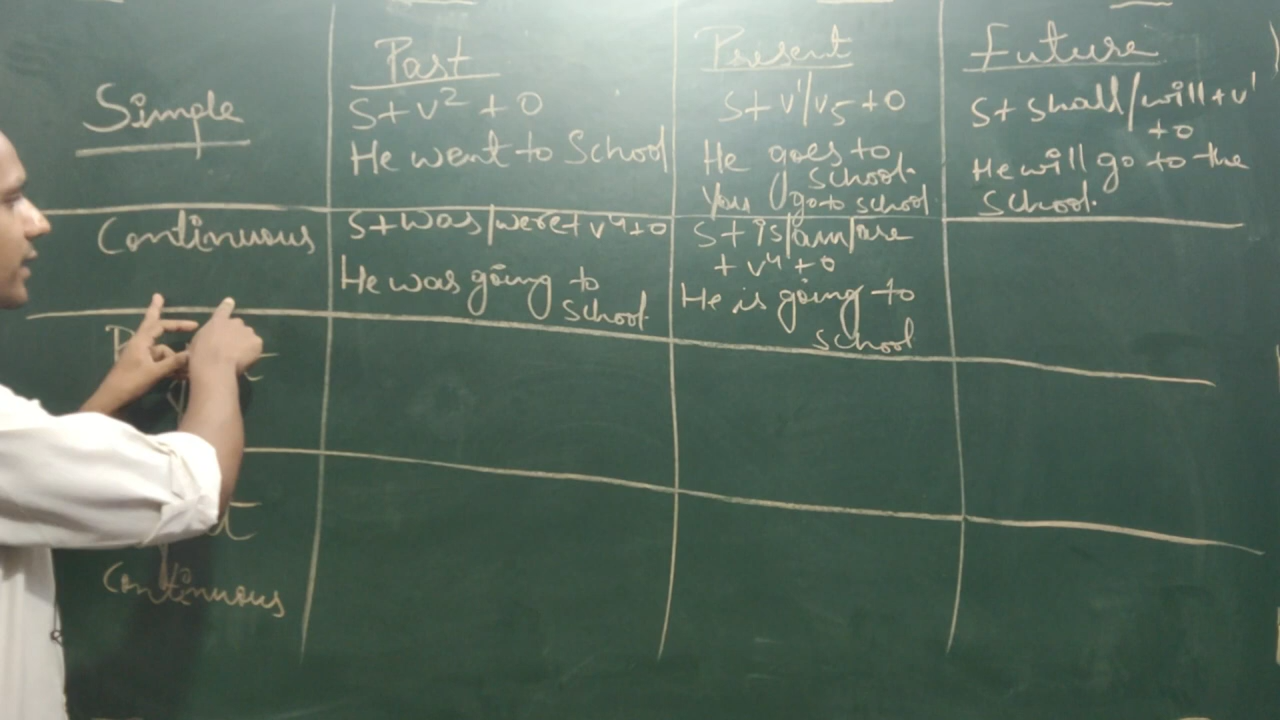 Past
Present
Future
Simple
S+V² +O
S+V¹/V5+O
S+shall/will+V¹
+O
He went to School
He goes to
school.
You go to school
He will go to the
School.
Continuous
S+was/were+V⁴+O
S+is/am/are
+V⁴+O
He was going to
School.
He is going to
school
Continuous